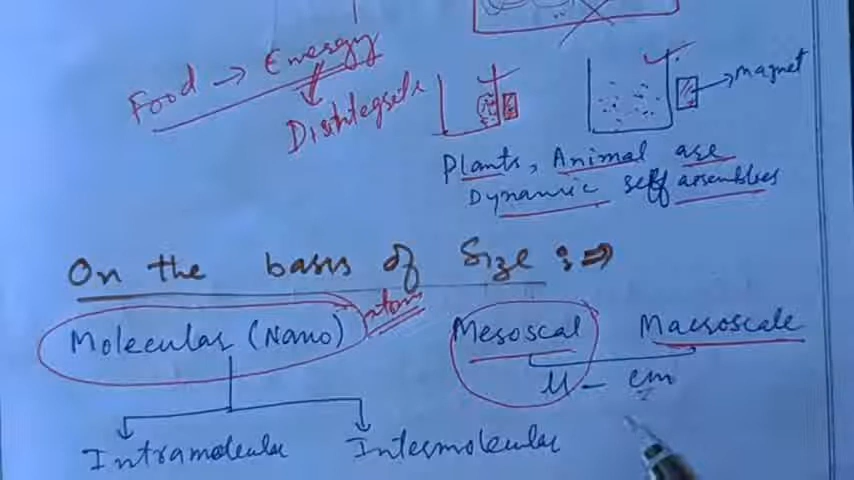 Food → Energy
Disintegrate
magnet
Plants, Animal are
Dynamic self assemblies
On the basis of Size :⇒
Molecular (Nano) atom
Mesoscal Macroscale
μ – cm
Intramolecular Intermolecular